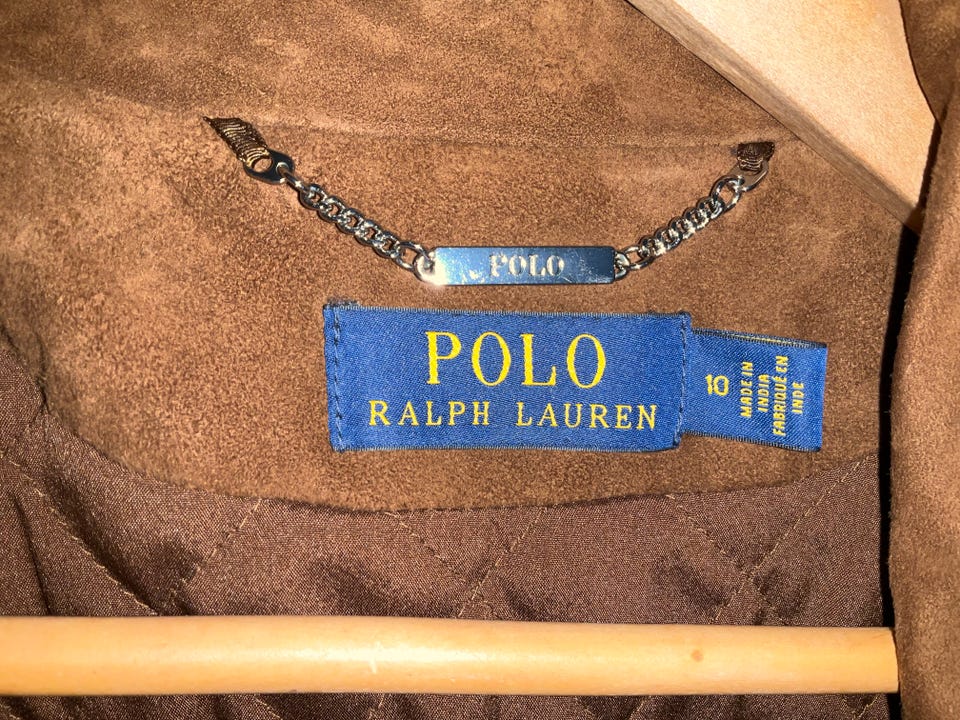 POLO
POLO
RALPH LAUREN
10
MADE IN
INDIA
FABRIQUÉ EN
INDE